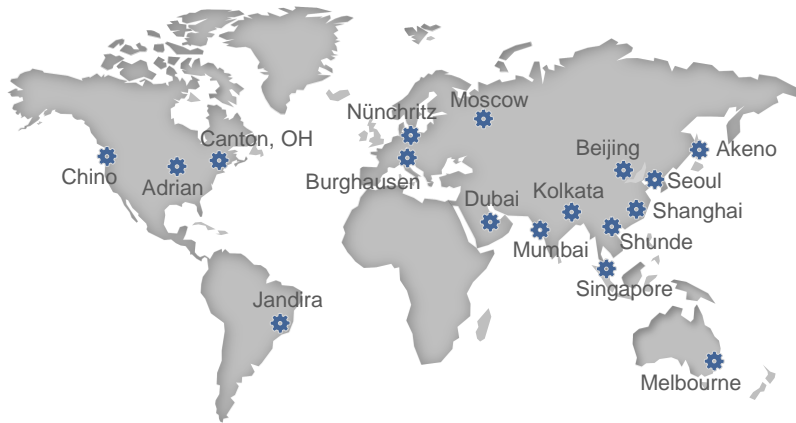 Nünchritz
Moscow
Canton, OH
Chino
Adrian
Burghausen
Beijing
Akeno
Dubai
Kolkata
Seoul
Shanghai
Mumbai
Shunde
Singapore
Jandira
Melbourne